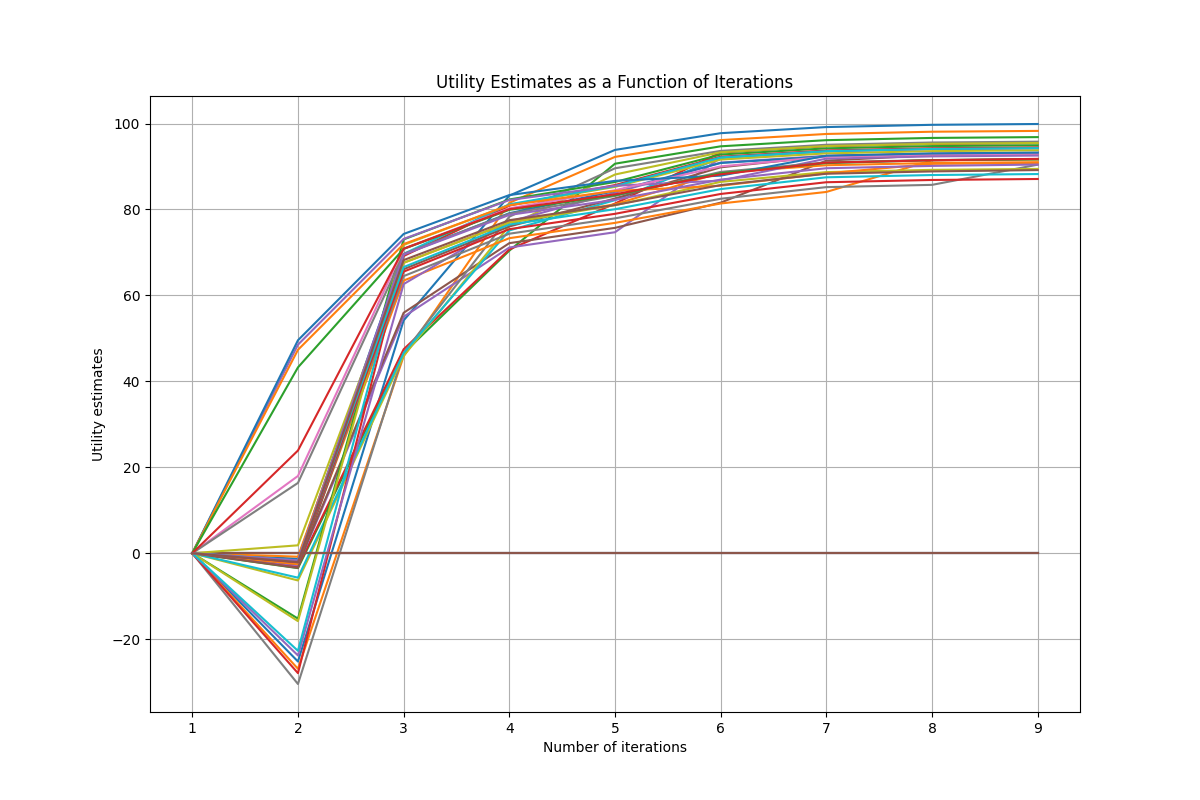 Utility Estimates as a Function of Iterations
100
80
60
40
20
0
−20
Utility estimates
1 2 3 4 5 6 7 8 9
Number of iterations